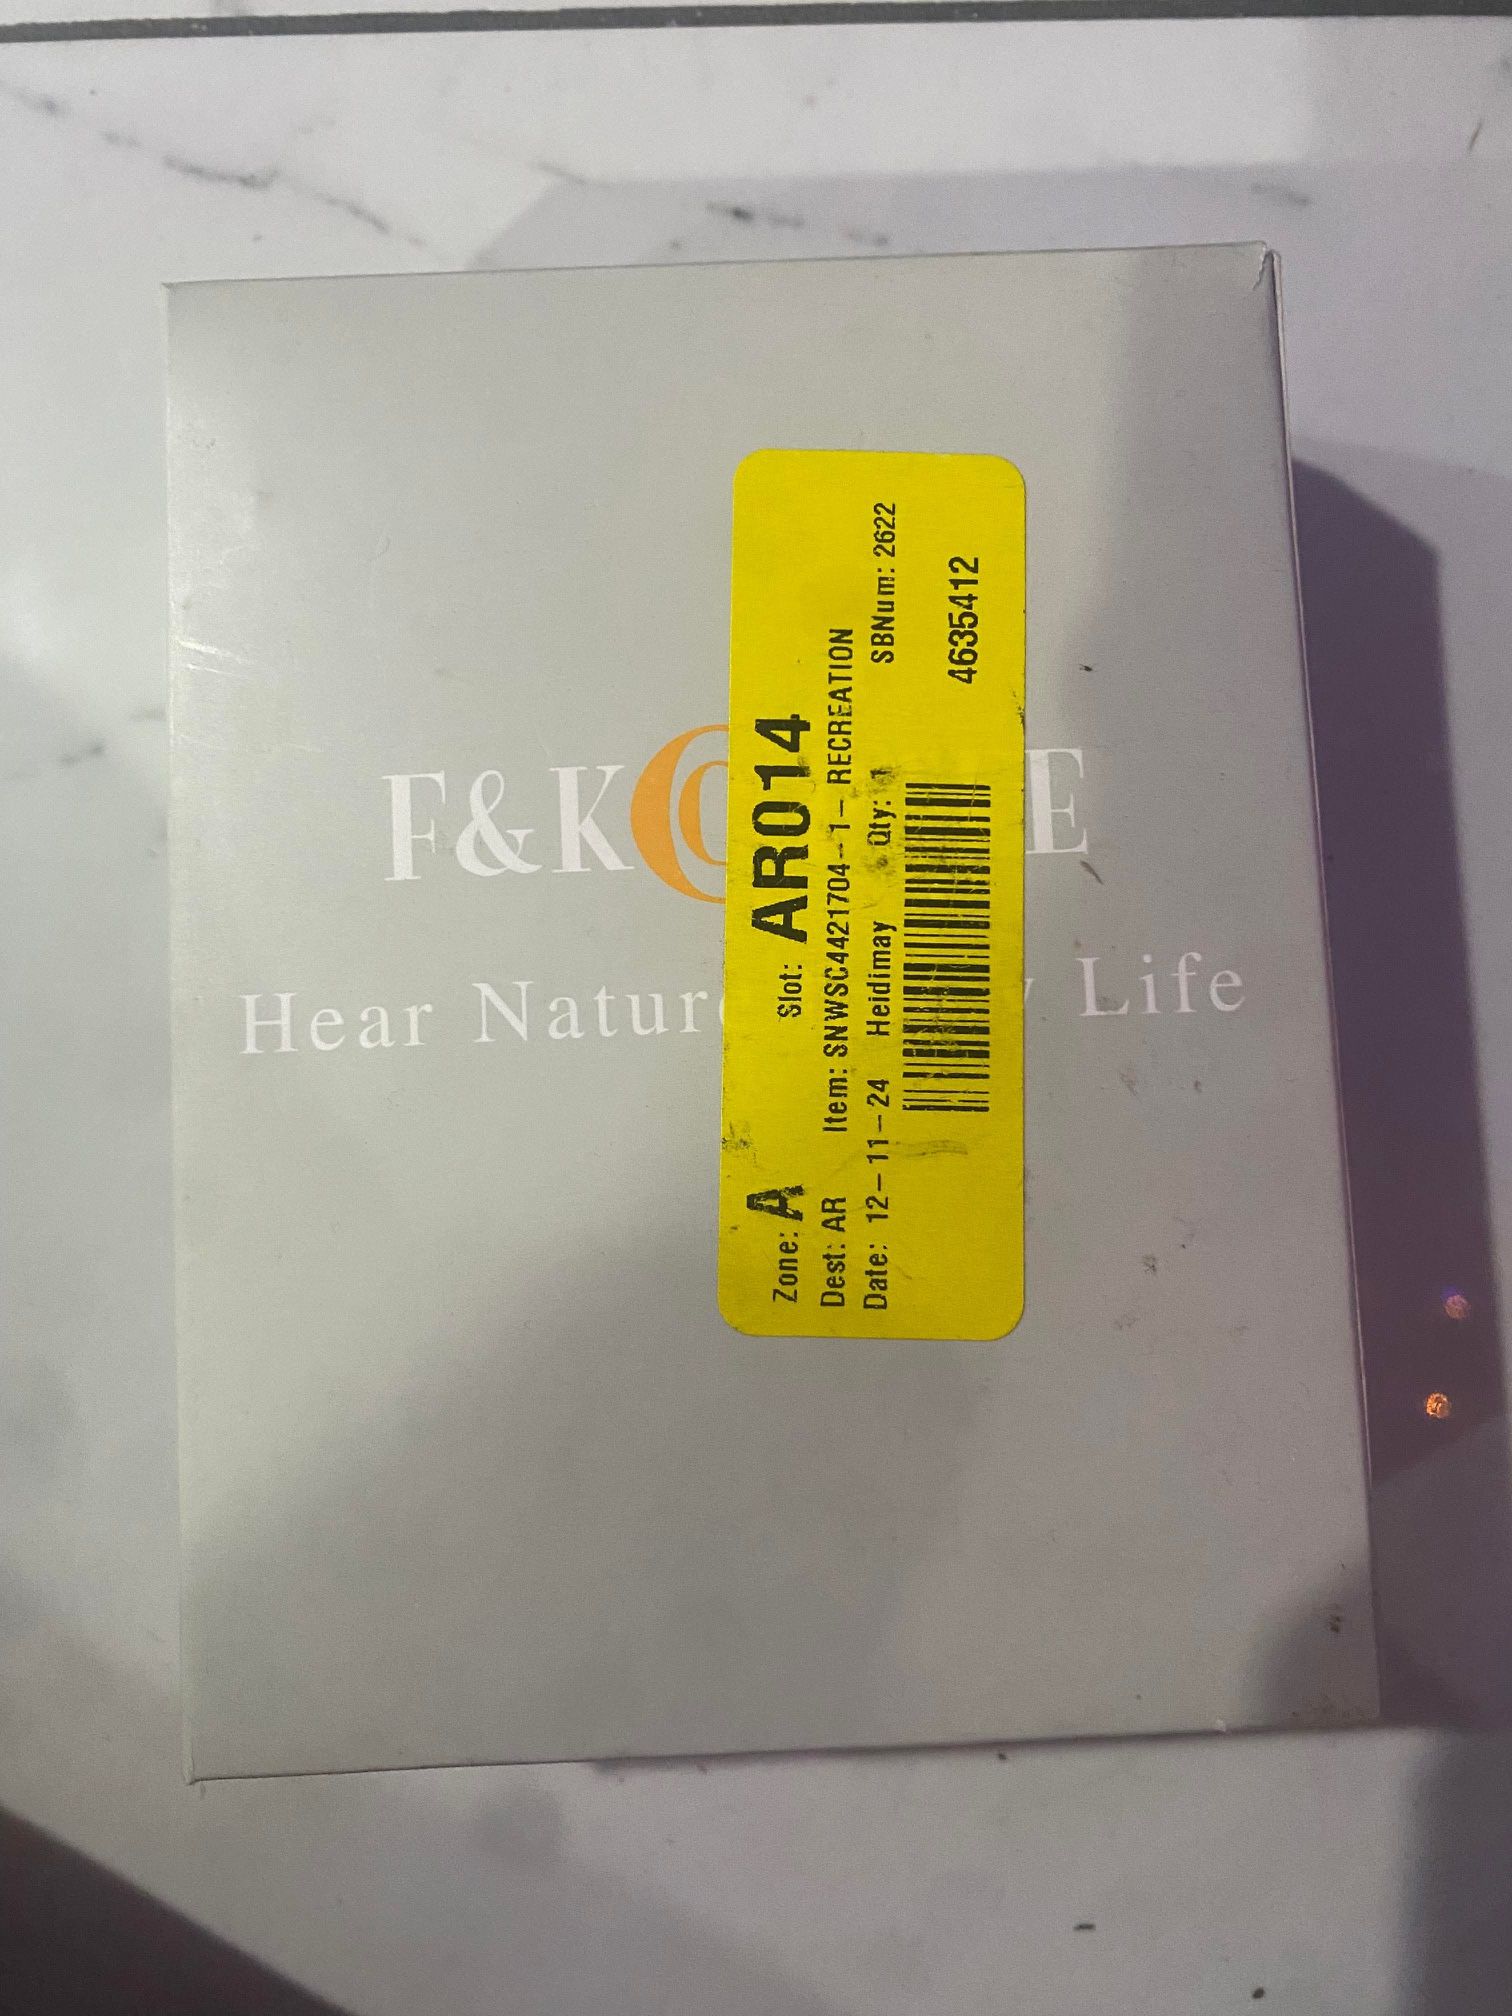 F&K E
Hear Natur Life
Zone: A Slot: AR014
Dest: AR Item: SNWSC4421704-1- RECREATION
Date: 12-11-24 Heidimay Qty: 1 SBNum: 2622
4635412